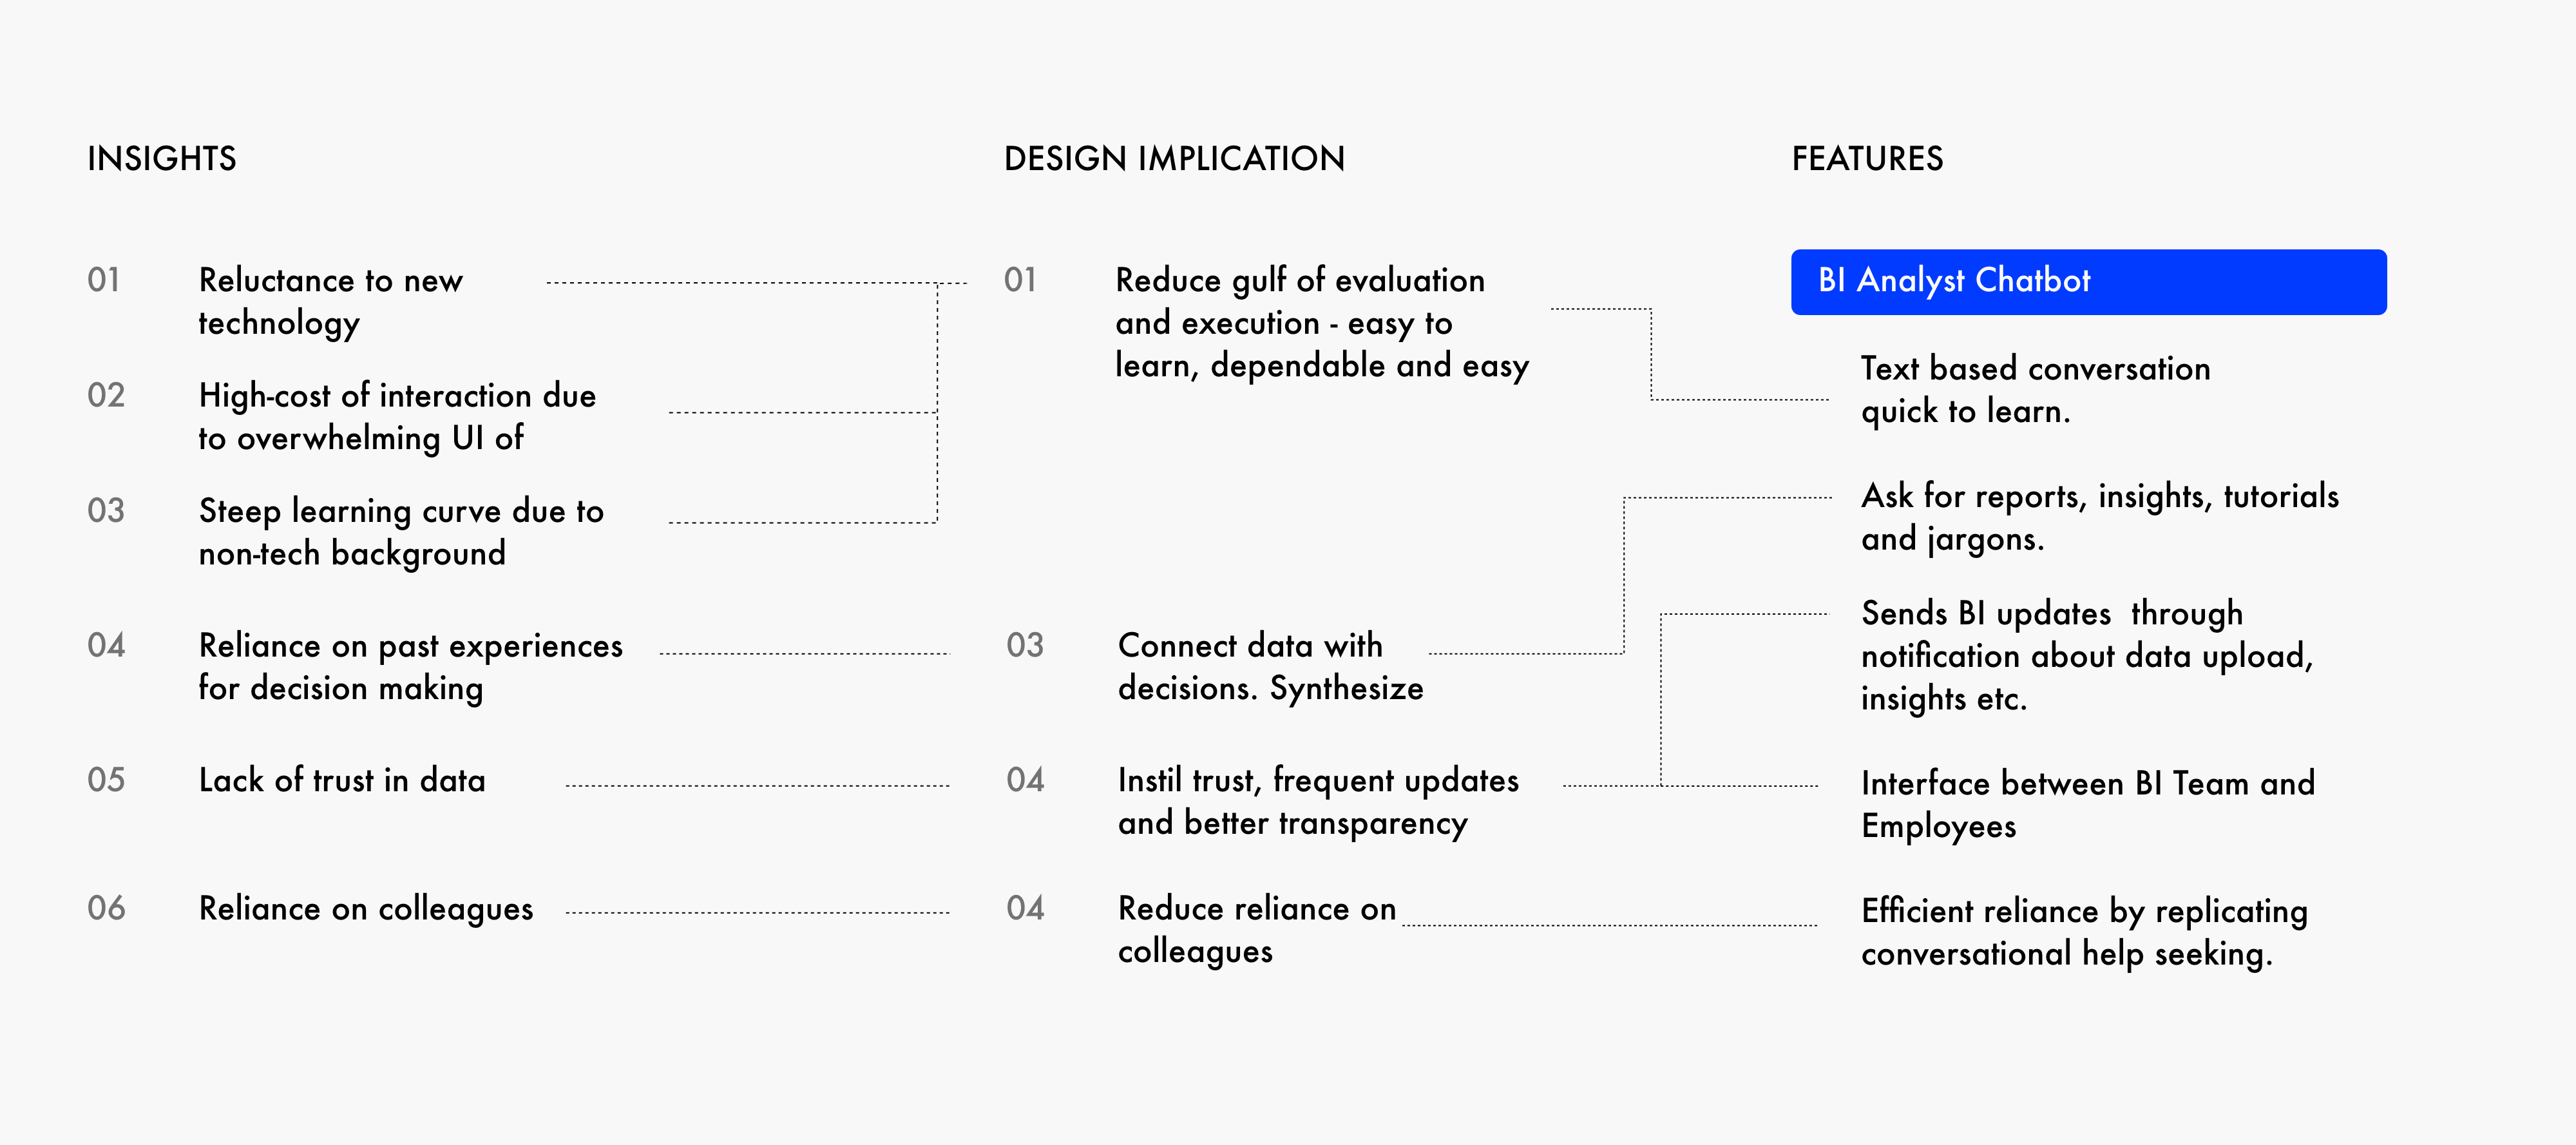 INSIGHTS
01
Reluctance to new
technology
02
High-cost of interaction due
to overwhelming UI of
03
Steep learning curve due to
non-tech background
04
Reliance on past experiences
for decision making
05
Lack of trust in data
06
Reliance on colleagues
DESIGN IMPLICATION
01
Reduce gulf of evaluation
and execution - easy to
learn, dependable and easy
03
Connect data with
decisions. Synthesize
04
Instil trust, frequent updates
and better transparency
04
Reduce reliance on
colleagues
FEATURES
BI Analyst Chatbot
Text based conversation
quick to learn.
Ask for reports, insights, tutorials
and jargons.
Sends BI updates  through
notification about data upload,
insights etc.
Interface between BI Team and
Employees
Efficient reliance by replicating
conversational help seeking.